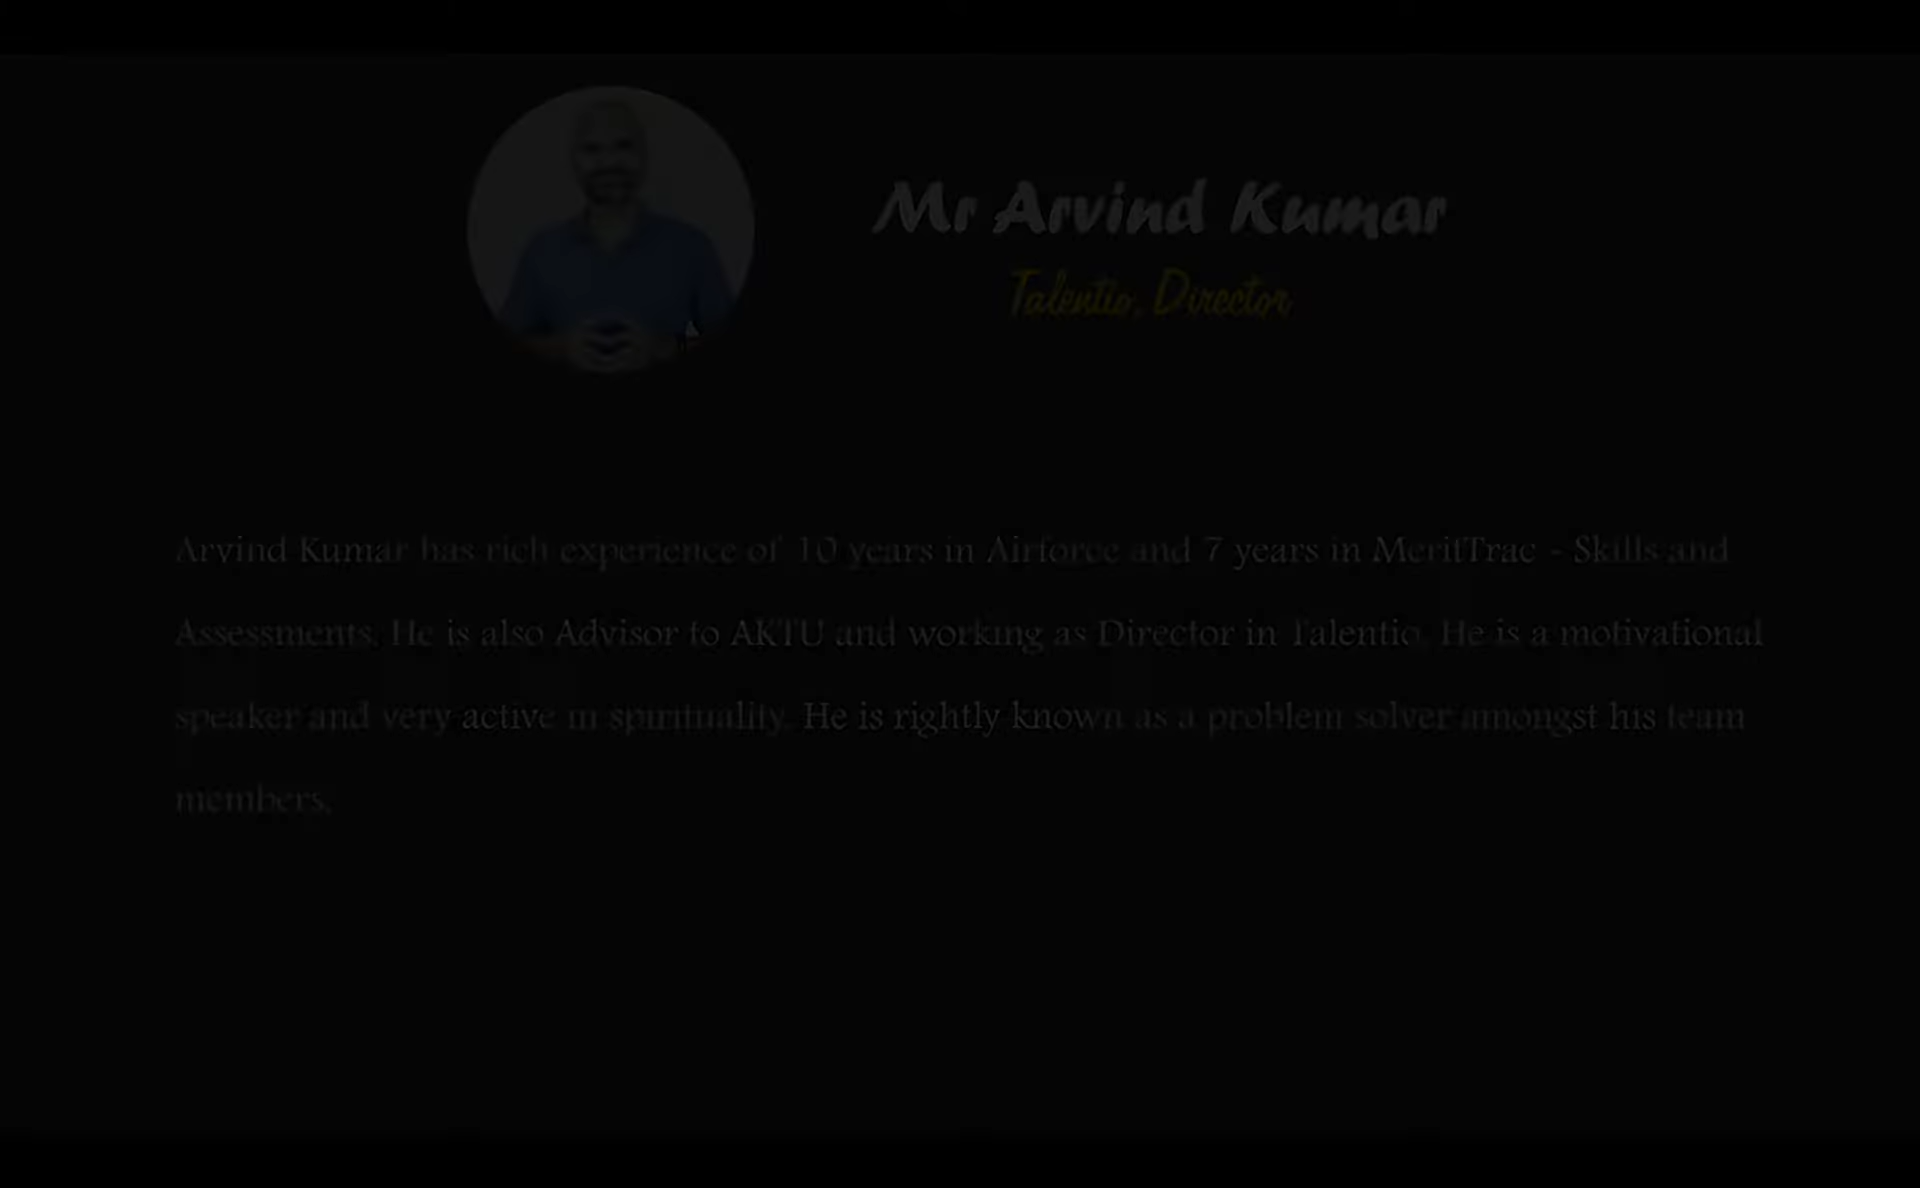 Mr Arvind Kumar
Talentio, Director
Arvind Kumar has rich experience of 10 years in Airforce and 7 years in MeritTrac - Skills and
Assessments. He is also Advisor to AKTU and working as Director in Talentio. He is a motivational
speaker and very active in spirituality. He is rightly known as a problem solver amongst his team
members.